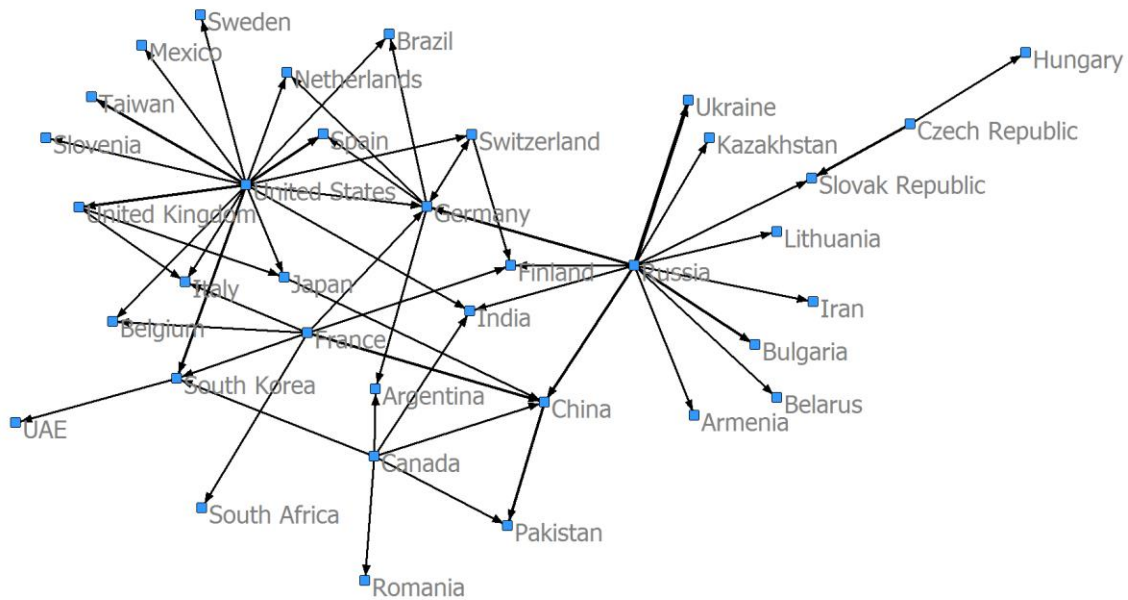 Sweden
Mexico
Brazil
Hungary
Netherlands
Taiwan
Ukraine
Slovenia
Spain
Switzerland
Kazakhstan
Czech Republic
United States
Slovak Republic
United Kingdom
Germany
Lithuania
Italy
Japan
Finland
Russia
Iran
Belgium
France
India
Bulgaria
South Korea
Argentina
China
Belarus
UAE
Armenia
Canada
South Africa
Pakistan
Romania